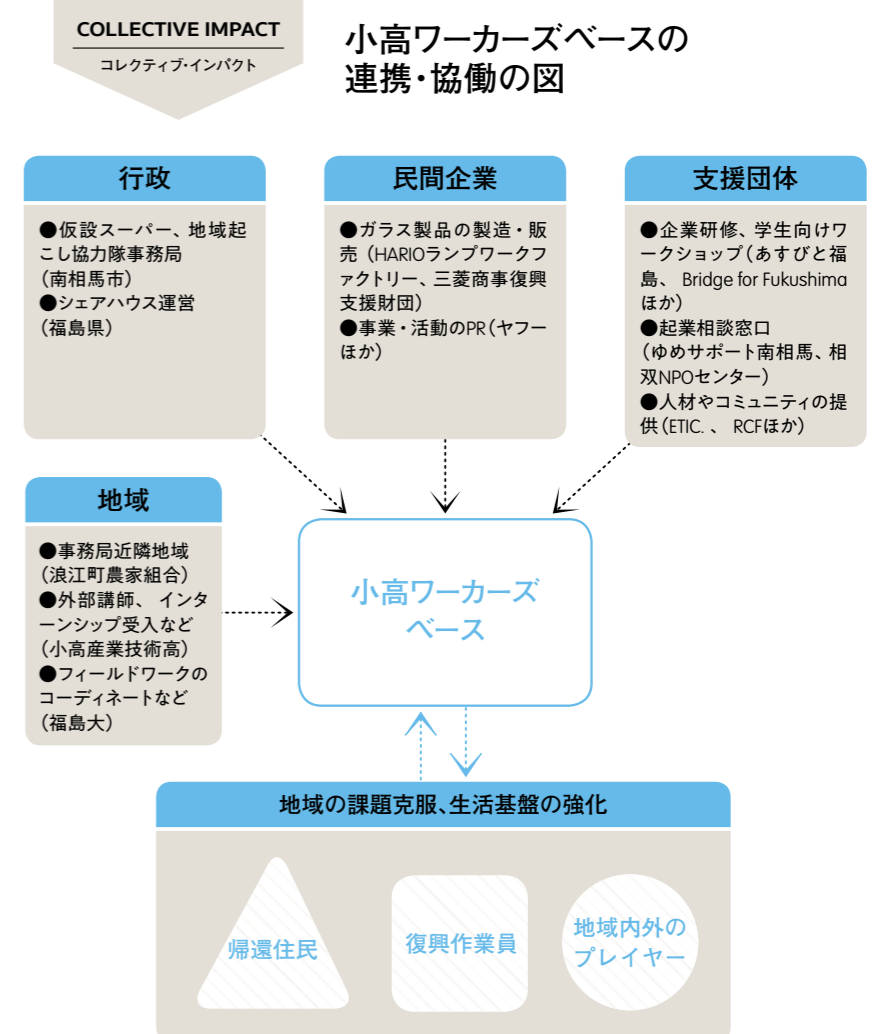 COLLECTIVE IMPACT
コレクティブ・インパクト
小高ワーカーズベースの
連携・協働の図
行政
●仮設スーパー、地域起
こし協力隊事務局
(南相馬市)
●シェアハウス運営
(福島県)
民間企業
●ガラス製品の製造・販
売(HARIOランプワークフ
ァクトリー、三菱商事復興
支援財団)
●事業・活動のPR(ヤフー
ほか)
支援団体
●企業研修、学生向けワ
ークショップ(あすびと福
島、 Bridge for Fukushima
ほか)
●起業相談窓口
(ゆめサポート南相馬、相
双NPOセンター)
●人材やコミュニティの提
供(ETIC. 、 RCFほか)
地域
●事務局近隣地域
(浪江町農家組合)
●外部講師、 インタ
ーンシップ受入など
(小高産業技術高)
●フィールドワークの
コーディネートなど
(福島大)
小高ワーカーズ
ベース
地域の課題克服、生活基盤の強化
帰還住民
復興作業員
地域内外の
プレイヤー